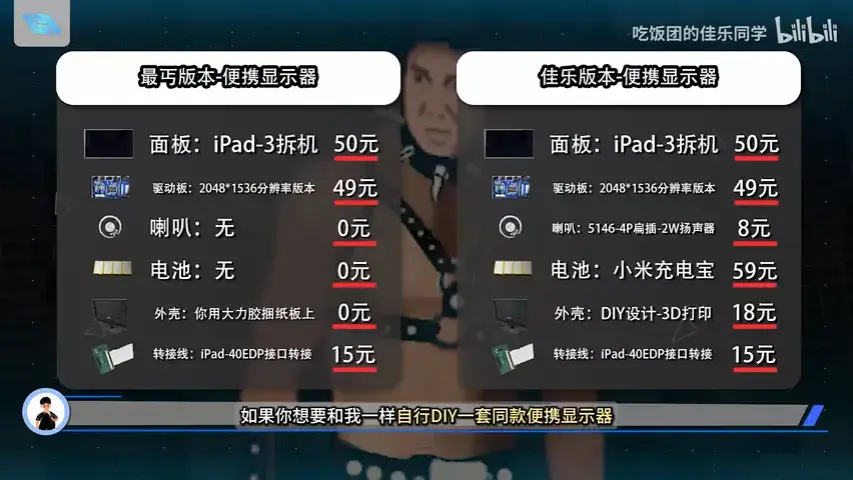 吃饭团的佳乐同学 bilibili
最丐版本-便携显示器
面板：iPad-3拆机 50元
驱动板：2048*1536分辨率版本 49元
喇叭：无 0元
电池：无 0元
外壳：你用大力胶捆纸板上 0元
转接线：iPad-40EDP接口转接 15元
佳乐版本-便携显示器
面板：iPad-3拆机 50元
驱动板：2048*1536分辨率版本 49元
喇叭：5146-4P扁插-2W扬声器 8元
电池：小米充电宝 59元
外壳：DIY设计-3D打印 18元
转接线：iPad-40EDP接口转接 15元
如果你想要和我一样自行DIY一套同款便携显示器